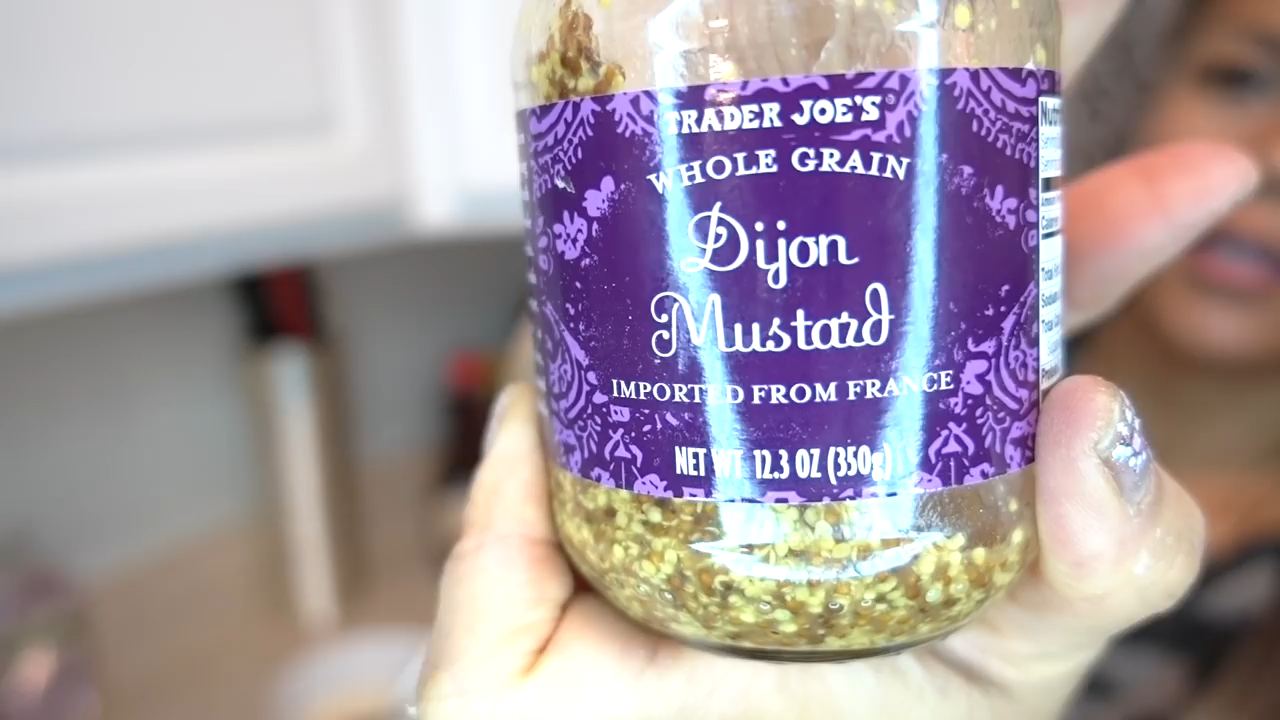 TRADER JOE'S
WHOLE GRAIN
Dijon
Mustard
IMPORTED FROM FRANCE
NET WT 12.3 OZ (350g)